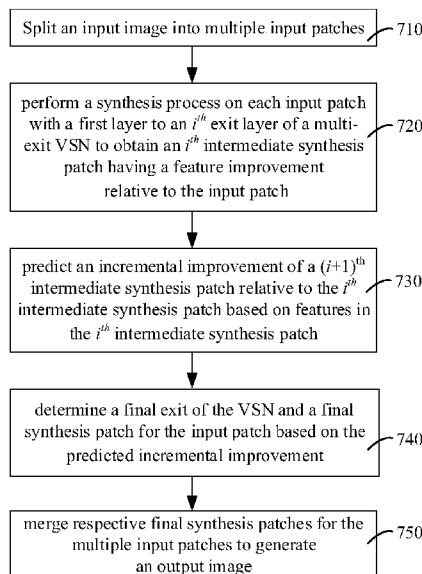 Split an input image into multiple input patches
710
perform a synthesis process on each input patch
with a first layer to an iᵗʰ exit layer of a multi-
exit VSN to obtain an iᵗʰ intermediate synthesis
patch having a feature improvement
relative to the input patch
720
predict an incremental improvement of a (i+1)ᵗʰ
intermediate synthesis patch relative to the iᵗʰ
intermediate synthesis patch based on features in
the iᵗʰ intermediate synthesis patch
730
determine a final exit of the VSN and a final
synthesis patch for the input patch based on the
predicted incremental improvement
740
merge respective final synthesis patches for the
multiple input patches to generate
an output image
750